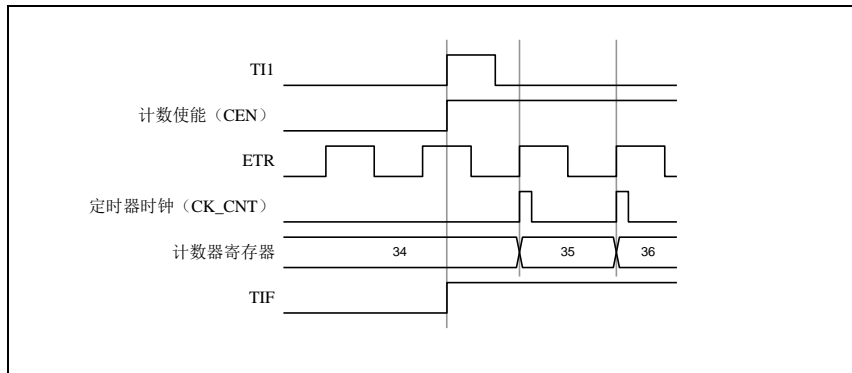 TI1
计数使能（CEN）
ETR
定时器时钟（CK_CNT）
计数器寄存器 34 35 36
TIF